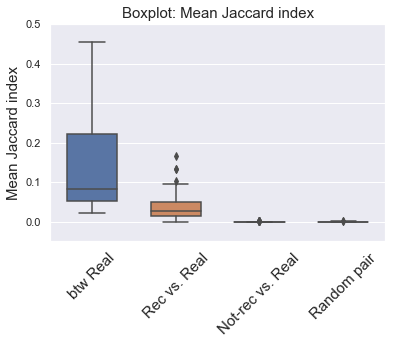 Boxplot: Mean Jaccard index
Mean Jaccard index
0.5
0.4
0.3
0.2
0.1
0.0
btw Real
Rec vs. Real
Not-rec vs. Real
Random pair